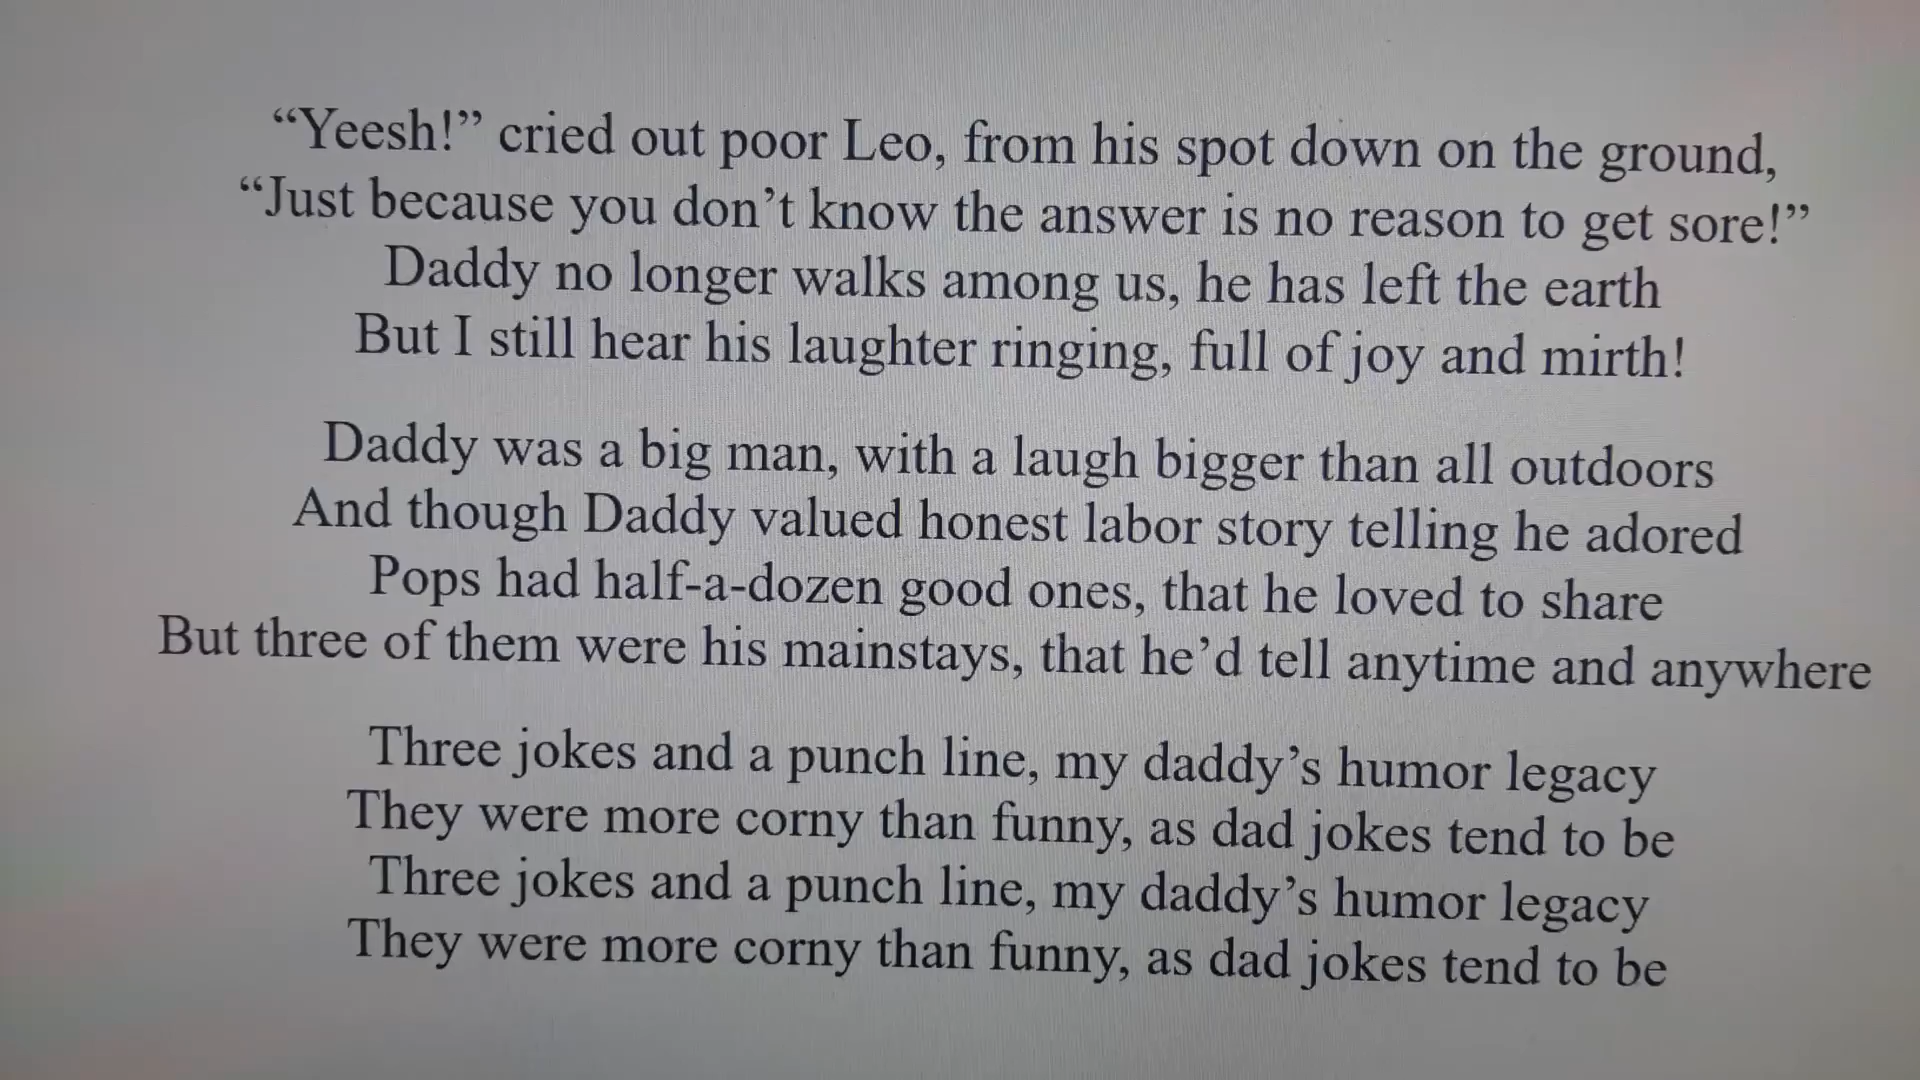 “Yeesh!” cried out poor Leo, from his spot down on the ground,
“Just because you don’t know the answer is no reason to get sore!”
Daddy no longer walks among us, he has left the earth
But I still hear his laughter ringing, full of joy and mirth!
Daddy was a big man, with a laugh bigger than all outdoors
And though Daddy valued honest labor story telling he adored
Pops had half-a-dozen good ones, that he loved to share
But three of them were his mainstays, that he’d tell anytime and anywhere
Three jokes and a punch line, my daddy’s humor legacy
They were more corny than funny, as dad jokes tend to be
Three jokes and a punch line, my daddy’s humor legacy
They were more corny than funny, as dad jokes tend to be